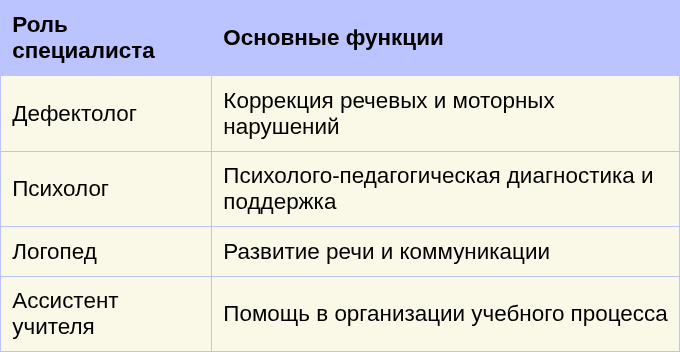 Роль
специалиста
Основные функции
Дефектолог
Коррекция речевых и моторных
нарушений
Психолог
Психолого-педагогическая диагностика и
поддержка
Логопед
Развитие речи и коммуникации
Ассистент
учителя
Помощь в организации учебного процесса